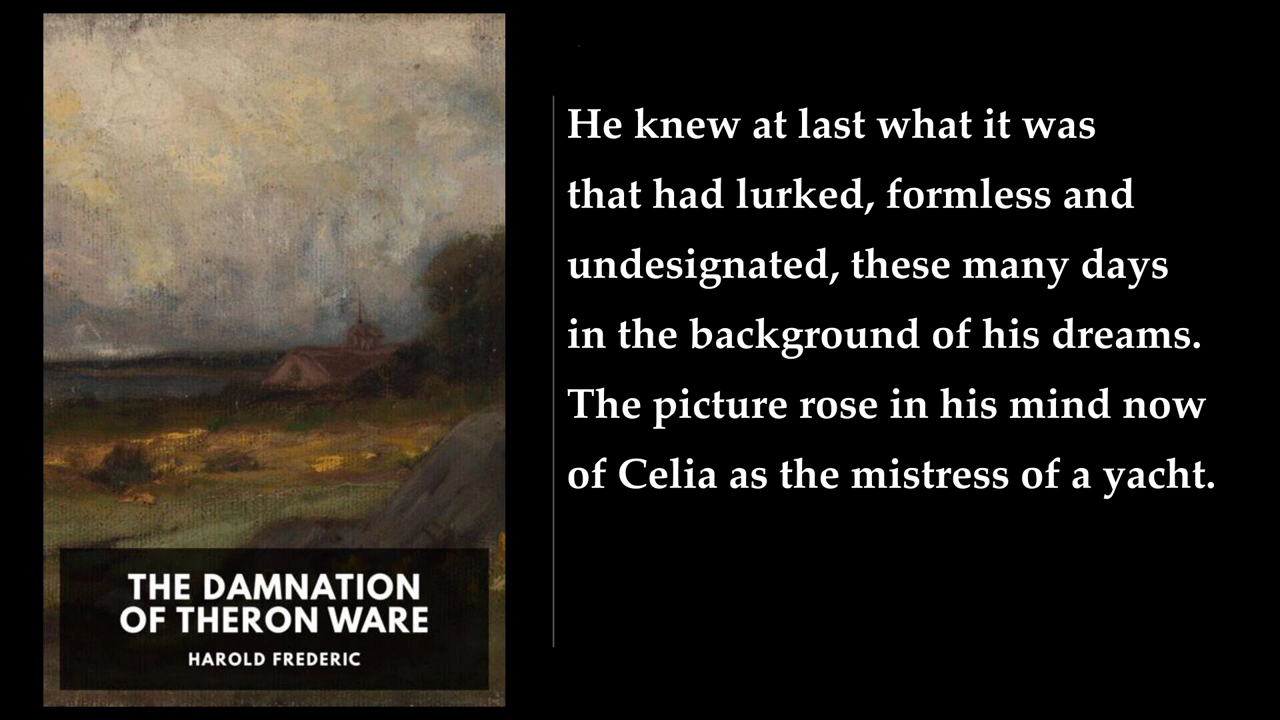 THE DAMNATION
OF THERON WARE
HAROLD FREDERIC
He knew at last what it was
that had lurked, formless and
undesignated, these many days
in the background of his dreams.
The picture rose in his mind now
of Celia as the mistress of a yacht.